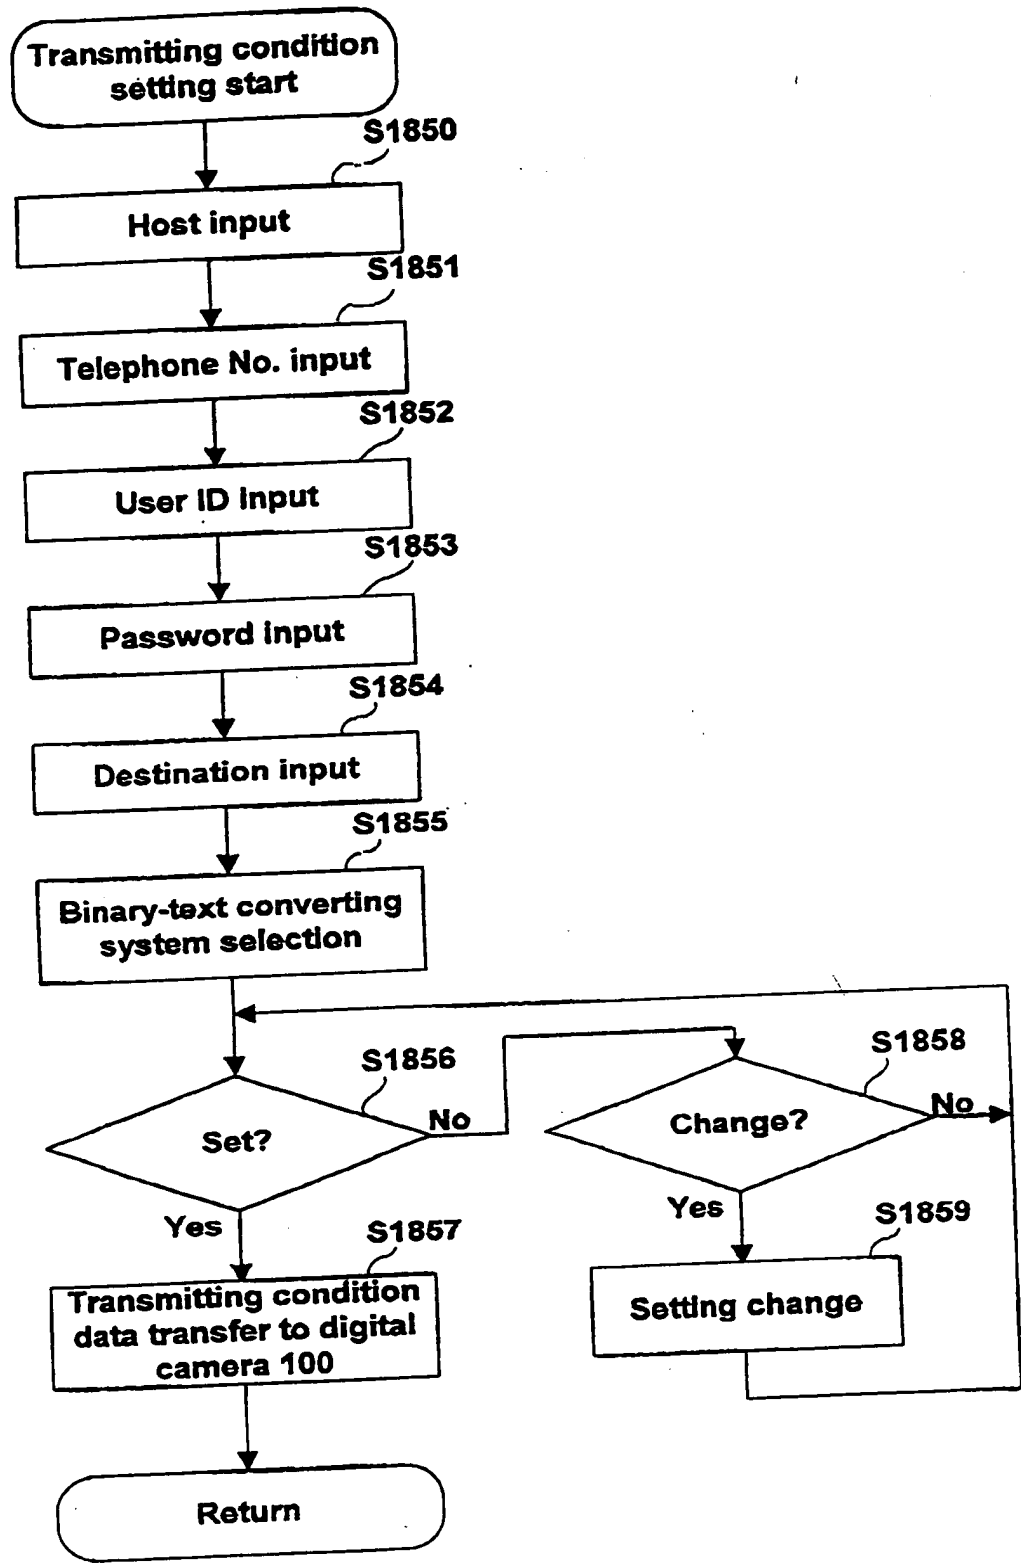 Transmitting condition
setting start
S1850
Host input
S1851
Telephone No. input
S1852
User ID input
S1853
Password input
S1854
Destination input
S1855
Binary-text converting
system selection
S1856
Set?
No
Yes
S1858
Change?
No
Yes
S1857
Transmitting condition
data transfer to digital
camera 100
S1859
Setting change
Return